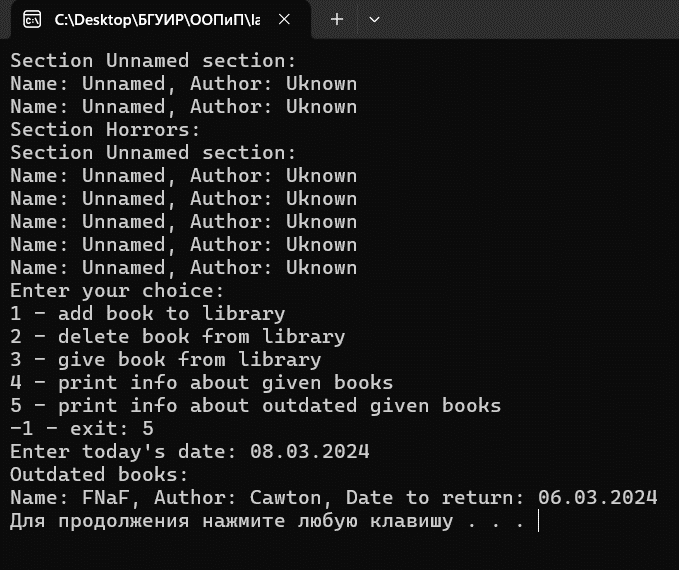 C:\Desktop\БГУИР\ООПиП\la
Section Unnamed section:
Name: Unnamed, Author: Uknown
Name: Unnamed, Author: Uknown
Section Horrors:
Section Unnamed section:
Name: Unnamed, Author: Uknown
Name: Unnamed, Author: Uknown
Name: Unnamed, Author: Uknown
Name: Unnamed, Author: Uknown
Name: Unnamed, Author: Uknown
Enter your choice:
1 - add book to library
2 - delete book from library
3 - give book from library
4 - print info about given books
5 - print info about outdated given books
-1 - exit: 5
Enter today's date: 08.03.2024
Outdated books:
Name: FNaF, Author: Cawton, Date to return: 06.03.2024
Для продолжения нажмите любую клавишу . . .